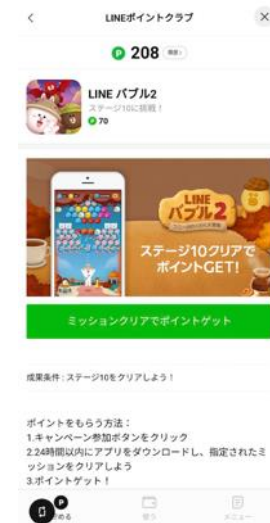 LINEポイントクラブ
P 208
LINE バブル2
ステージ10に挑戦！
P 70
LINE
バブル2
ステージ10クリアで
ポイントGET!
ミッションクリアでポイントゲット
成果条件 : ステージ10をクリアしよう！
ポイントをもらう方法：
1.キャンペーン参加ボタンをクリック
2.24時間以内にアプリをダウンロードし、指定されたミ
ッションをクリアしよう
3.ポイントゲット！
める
使う
メニュー